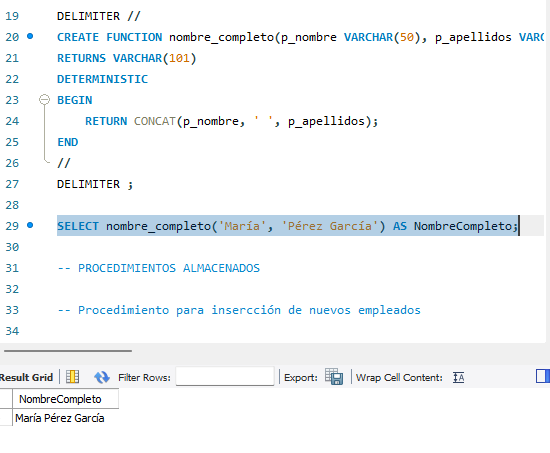 19 DELIMITER //
20 CREATE FUNCTION nombre_completo(p_nombre VARCHAR(50), p_apellidos VARC
21 RETURNS VARCHAR(101)
22 DETERMINISTIC
23 BEGIN
24 RETURN CONCAT(p_nombre, ' ', p_apellidos);
25 END
26 //
27 DELIMITER ;
28
29 SELECT nombre_completo('María', 'Pérez García') AS NombreCompleto;
30
31 -- PROCEDIMIENTOS ALMACENADOS
32
33 -- Procedimiento para insercción de nuevos empleados
34
Result Grid Filter Rows: Export: Wrap Cell Content: IA
NombreCompleto
María Pérez García